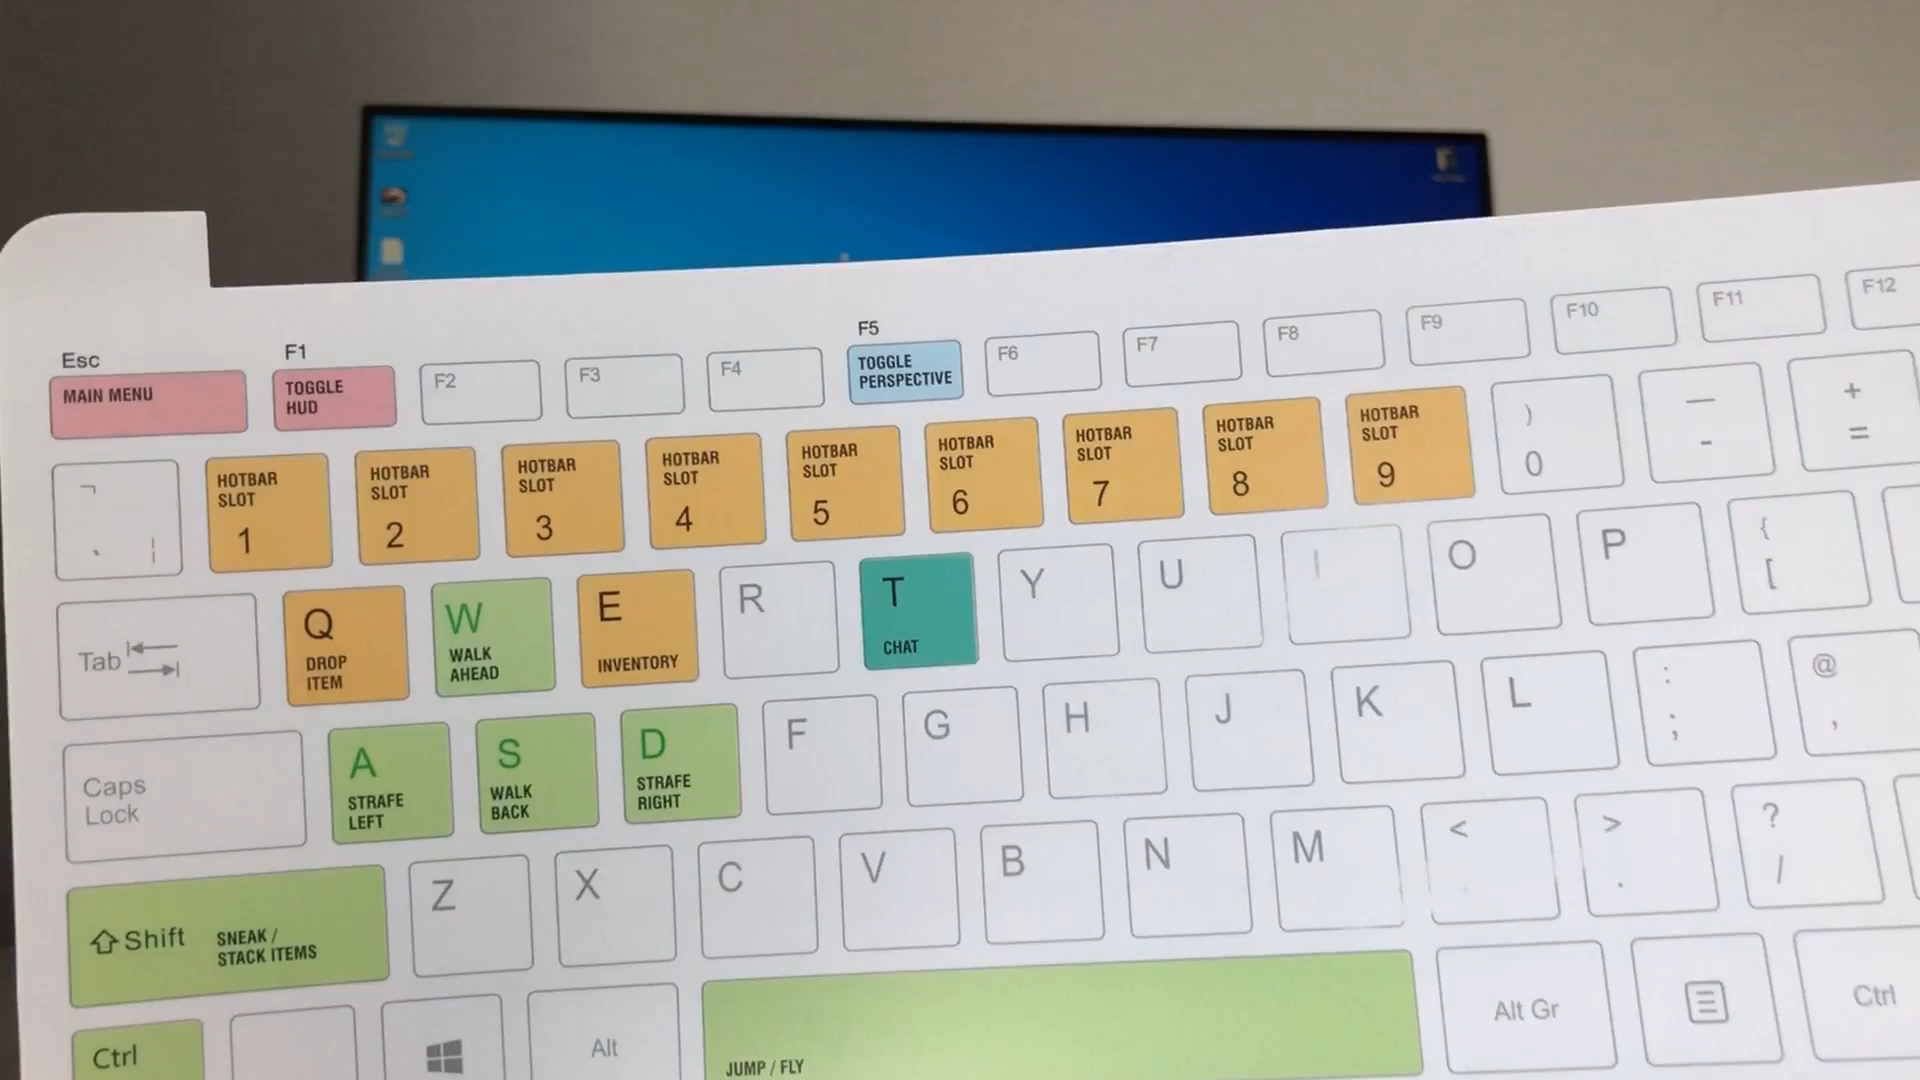 Esc
MAIN MENU
F1
TOGGLE
HUD
F2
F3
F4
F5
TOGGLE
PERSPECTIVE
F6
F7
F8
F9
F10
F11
F12
¬
` ¦
HOTBAR
SLOT
1
HOTBAR
SLOT
2
HOTBAR
SLOT
3
HOTBAR
SLOT
4
HOTBAR
SLOT
5
HOTBAR
SLOT
6
HOTBAR
SLOT
7
HOTBAR
SLOT
8
HOTBAR
SLOT
9
)
0
—
-
+
=
Tab
Q
DROP
ITEM
W
WALK
AHEAD
E
INVENTORY
R
T
CHAT
Y
U
I
O
P
{
[
Caps
Lock
A
STRAFE
LEFT
S
WALK
BACK
D
STRAFE
RIGHT
F
G
H
J
K
L
:
;
@
'
Shift
SNEAK /
STACK ITEMS
Z
X
C
V
B
N
M
<
>
.
?
/
Ctrl
Alt
JUMP / FLY
Alt Gr
Ctrl